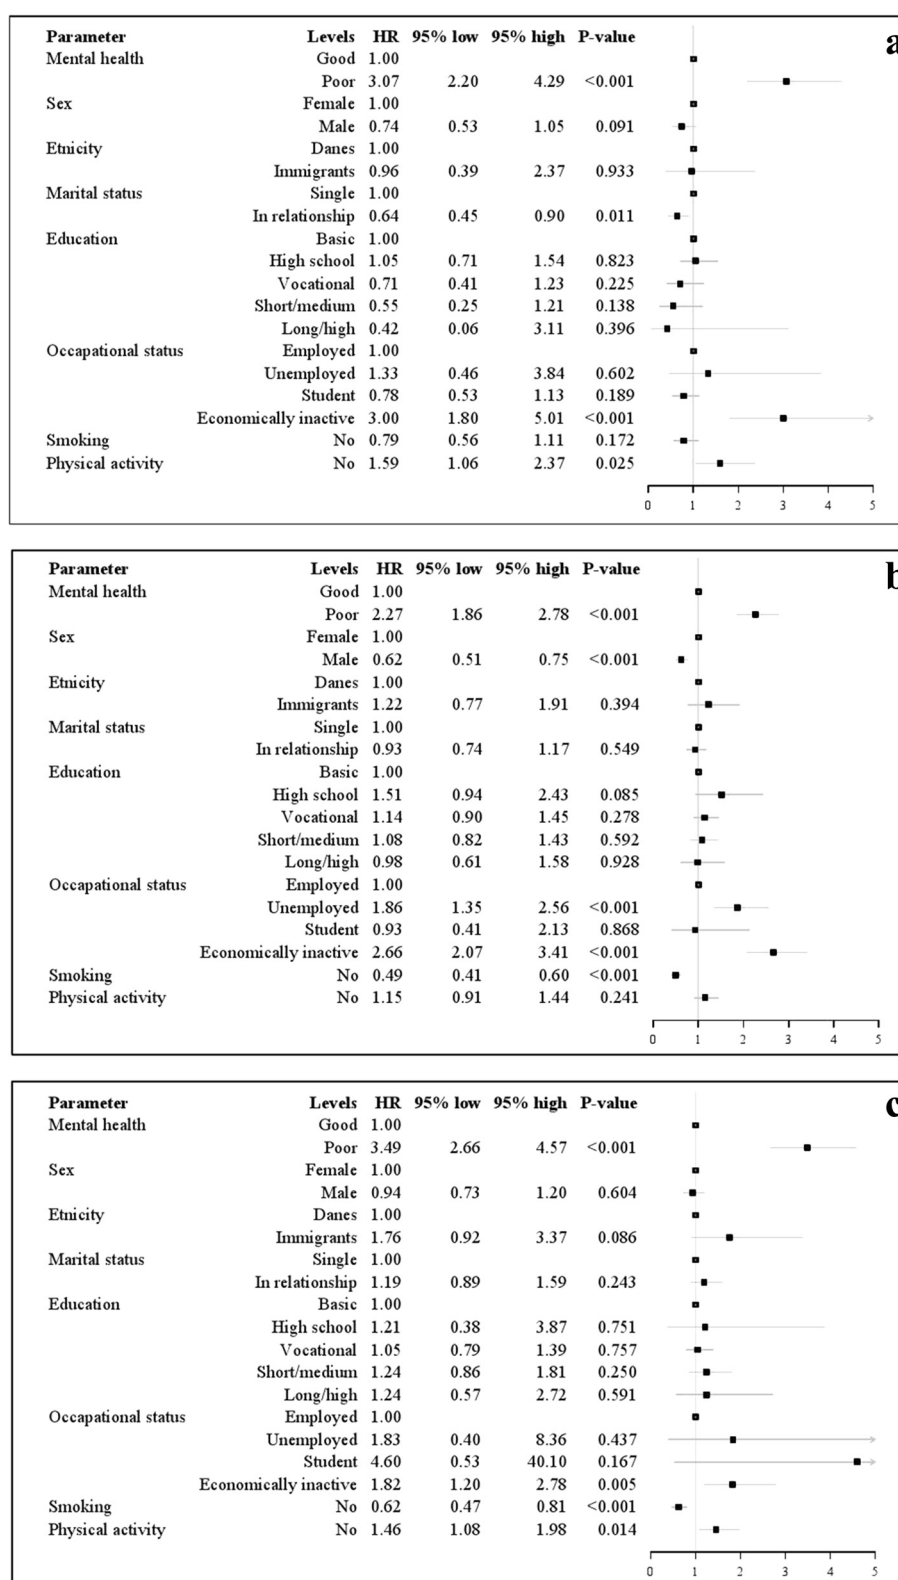 a
Parameter Levels HR 95% low 95% high P-value
Mental health Good 1.00
Poor 3.07 2.20 4.29 <0.001
Sex Female 1.00
Male 0.74 0.53 1.05 0.091
Etnicity Danes 1.00
Immigrants 0.96 0.39 2.37 0.933
Marital status Single 1.00
In relationship 0.64 0.45 0.90 0.011
Education Basic 1.00
High school 1.05 0.71 1.54 0.823
Vocational 0.71 0.41 1.23 0.225
Short/medium 0.55 0.25 1.21 0.138
Long/high 0.42 0.06 3.11 0.396
Occapational status Employed 1.00
Unemployed 1.33 0.46 3.84 0.602
Student 0.78 0.53 1.13 0.189
Economically inactive 3.00 1.80 5.01 <0.001
Smoking No 0.79 0.56 1.11 0.172
Physical activity No 1.59 1.06 2.37 0.025
0 1 2 3 4 5
b
Parameter Levels HR 95% low 95% high P-value
Mental health Good 1.00
Poor 2.27 1.86 2.78 <0.001
Sex Female 1.00
Male 0.62 0.51 0.75 <0.001
Etnicity Danes 1.00
Immigrants 1.22 0.77 1.91 0.394
Marital status Single 1.00
In relationship 0.93 0.74 1.17 0.549
Education Basic 1.00
High school 1.51 0.94 2.43 0.085
Vocational 1.14 0.90 1.45 0.278
Short/medium 1.08 0.82 1.43 0.592
Long/high 0.98 0.61 1.58 0.928
Occapational status Employed 1.00
Unemployed 1.86 1.35 2.56 <0.001
Student 0.93 0.41 2.13 0.868
Economically inactive 2.66 2.07 3.41 <0.001
Smoking No 0.49 0.41 0.60 <0.001
Physical activity No 1.15 0.91 1.44 0.241
0 1 2 3 4 5
c
Parameter Levels HR 95% low 95% high P-value
Mental health Good 1.00
Poor 3.49 2.66 4.57 <0.001
Sex Female 1.00
Male 0.94 0.73 1.20 0.604
Etnicity Danes 1.00
Immigrants 1.76 0.92 3.37 0.086
Marital status Single 1.00
In relationship 1.19 0.89 1.59 0.243
Education Basic 1.00
High school 1.21 0.38 3.87 0.751
Vocational 1.05 0.79 1.39 0.757
Short/medium 1.24 0.86 1.81 0.250
Long/high 1.24 0.57 2.72 0.591
Occapational status Employed 1.00
Unemployed 1.83 0.40 8.36 0.437
Student 4.60 0.53 40.10 0.167
Economically inactive 1.82 1.20 2.78 0.005
Smoking No 0.62 0.47 0.81 <0.001
Physical activity No 1.46 1.08 1.98 0.014
0 1 2 3 4 5